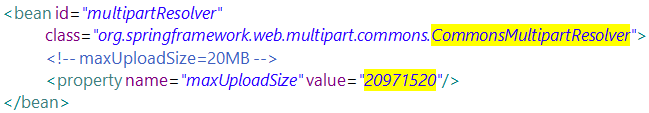 <bean id="multipartResolver"
class="org.springframework.web.multipart.commons.CommonsMultipartResolver">
<!-- maxUploadSize=20MB -->
<property name="maxUploadSize" value="20971520"/>
</bean>